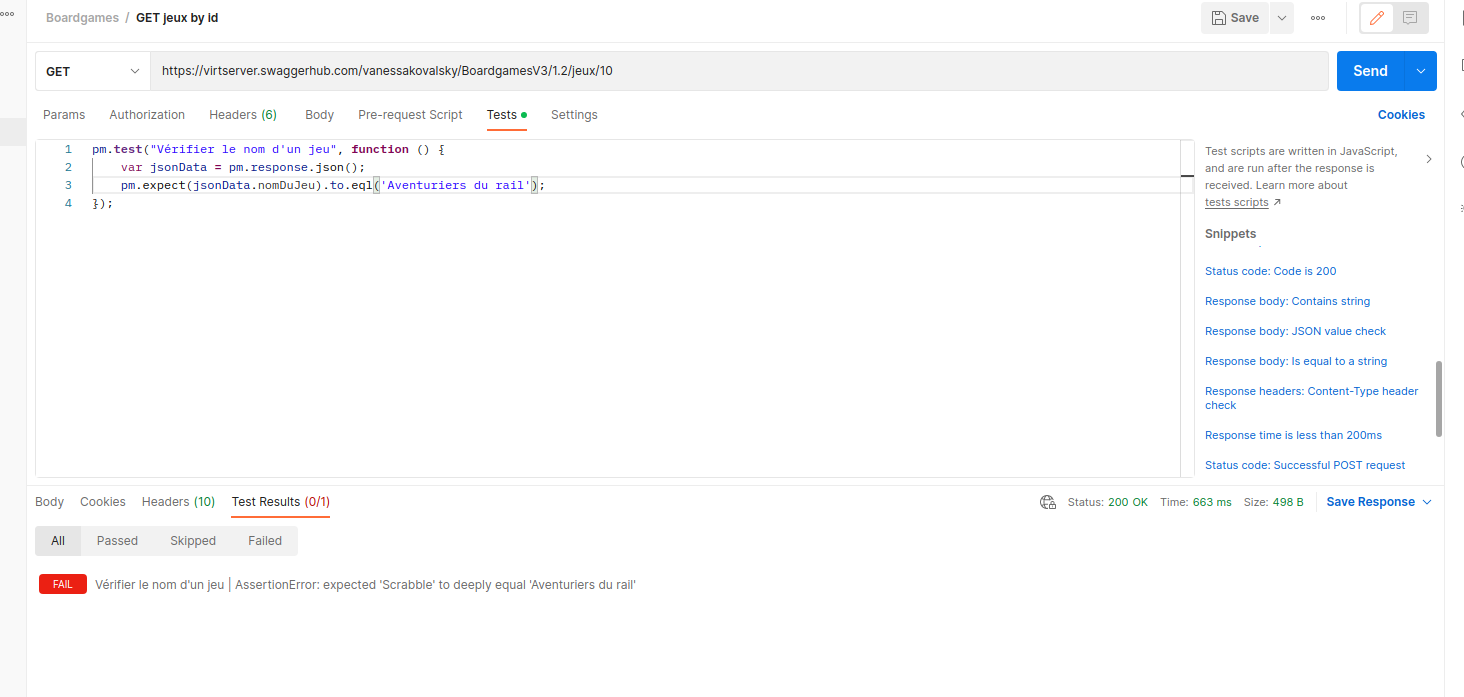 Boardgames / GET jeux by id
Save
GET
https://virtserver.swaggerhub.com/vanessakovalsky/BoardgamesV3/1.2/jeux/10
Send
Params Authorization Headers (6) Body Pre-request Script Tests Settings Cookies
1 pm.test("Vérifier le nom d'un jeu", function () {
2 var jsonData = pm.response.json();
3 pm.expect(jsonData.nomDuJeu).to.eql('Aventuriers du rail');
4 });
Test scripts are written in JavaScript,
and are run after the response is
received. Learn more about
tests scripts ↗
Snippets
Status code: Code is 200
Response body: Contains string
Response body: JSON value check
Response body: Is equal to a string
Response headers: Content-Type header
check
Response time is less than 200ms
Status code: Successful POST request
Body Cookies Headers (10) Test Results (0/1) Status: 200 OK Time: 663 ms Size: 498 B Save Response
All Passed Skipped Failed
FAIL Vérifier le nom d'un jeu | AssertionError: expected 'Scrabble' to deeply equal 'Aventuriers du rail'